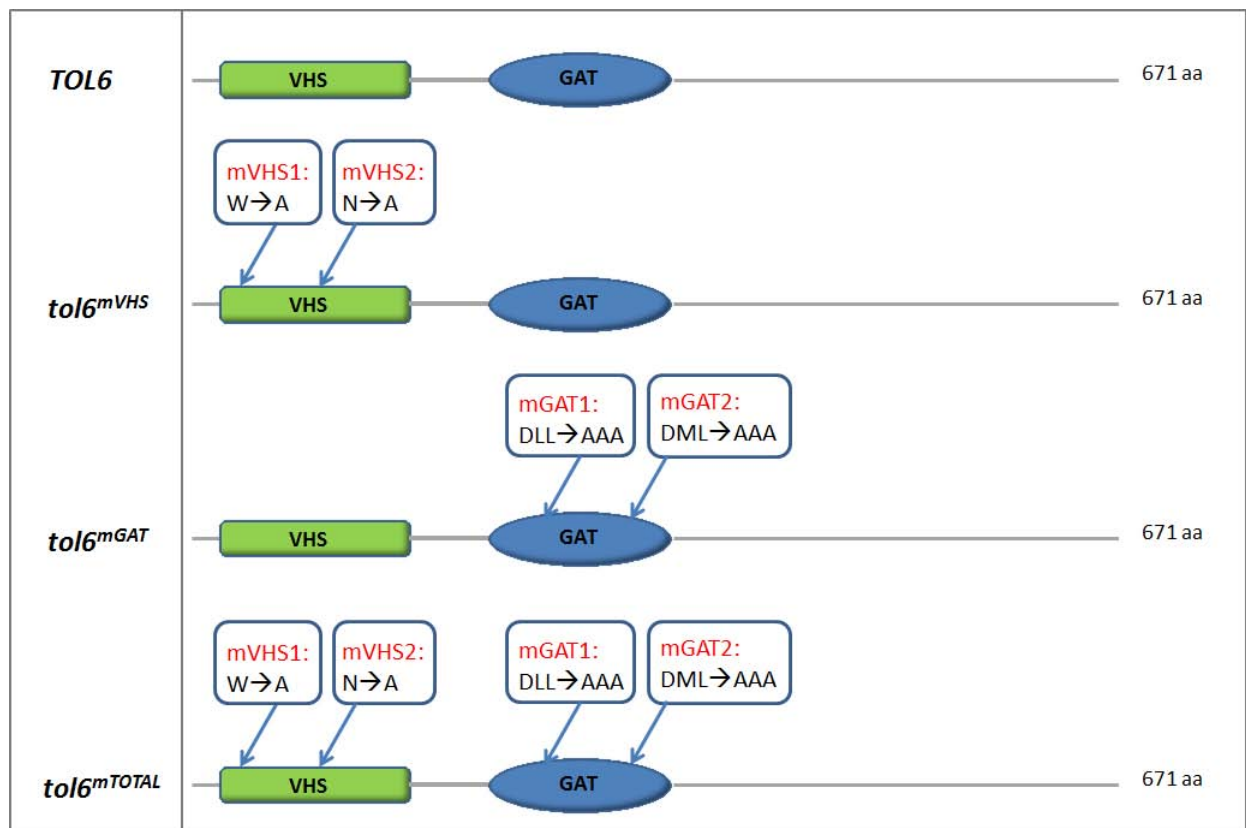 TOL6 VHS GAT 671 aa
mVHS1: mVHS2:
W→A N→A
tol6mVHS VHS GAT 671 aa
mGAT1: mGAT2:
DLL→AAA DML→AAA
tol6mGAT VHS GAT 671 aa
mVHS1: mVHS2: mGAT1: mGAT2:
W→A N→A DLL→AAA DML→AAA
tol6mTOTAL VHS GAT 671 aa